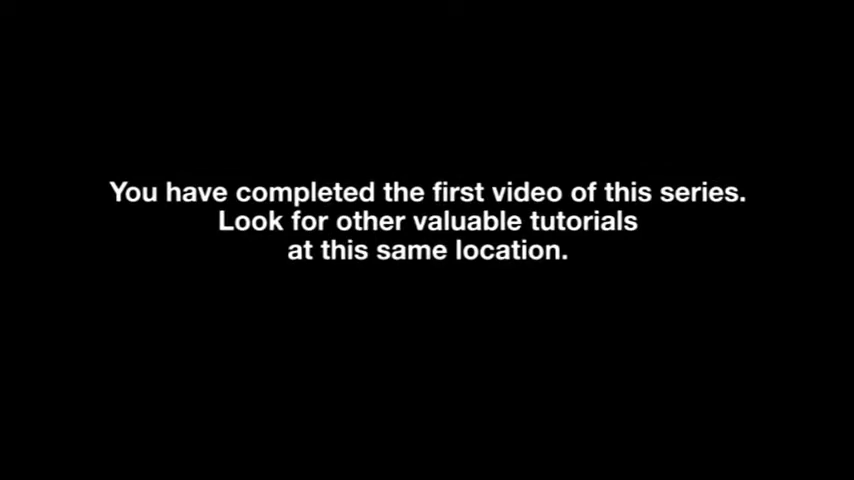 You have completed the first video of this series.
Look for other valuable tutorials
at this same location.